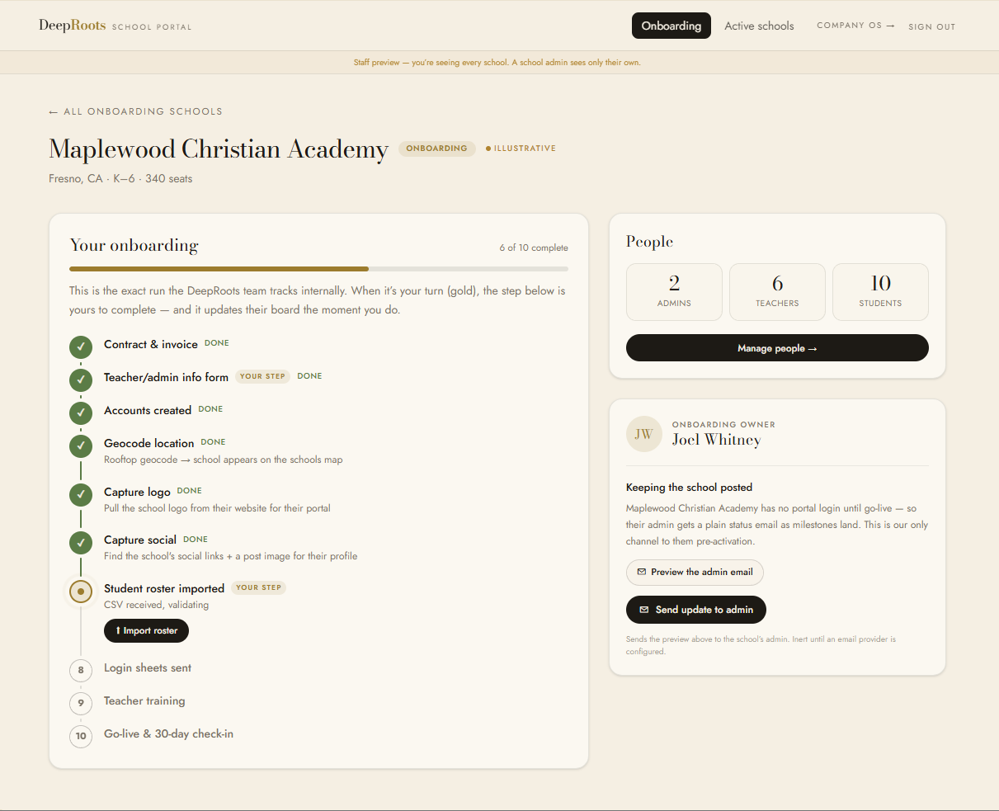 DeepRoots SCHOOL PORTAL
Onboarding
Active schools
COMPANY OS →
SIGN OUT
Staff preview — you're seeing every school. A school admin sees only their own.
← ALL ONBOARDING SCHOOLS
Maplewood Christian Academy ONBOARDING ILLUSTRATIVE
Fresno, CA · K–6 · 340 seats
Your onboarding
6 of 10 complete
This is the exact run the DeepRoots team tracks internally. When it's your turn (gold), the step below is
yours to complete — and it updates their board the moment you do.
✓ Contract & invoice DONE
✓ Teacher/admin info form YOUR STEP DONE
✓ Accounts created DONE
✓ Geocode location DONE
Rooftop geocode → school appears on the schools map
✓ Capture logo DONE
Pull the school logo from their website for their portal
✓ Capture social DONE
Find the school's social links + a post image for their profile
Student roster imported YOUR STEP
CSV received, validating
⬆ Import roster
8 Login sheets sent
9 Teacher training
10 Go-live & 30-day check-in
People
2
ADMINS
6
TEACHERS
10
STUDENTS
Manage people →
JW
ONBOARDING OWNER
Joel Whitney
Keeping the school posted
Maplewood Christian Academy has no portal login until go-live — so
their admin gets a plain status email as milestones land. This is our only
channel to them pre-activation.
Preview the admin email
Send update to admin
Sends the preview above to the school's admin. Inert until an email provider is
configured.